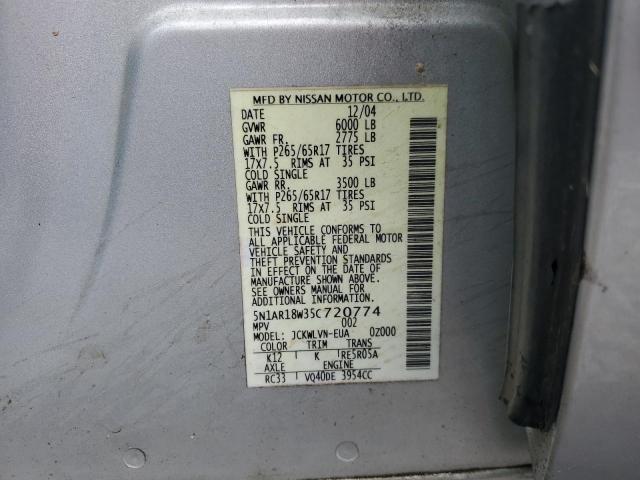 MFD BY NISSAN MOTOR CO., LTD.
DATE 12/04
GVWR 6000 LB
GAWR FR. 2775 LB
WITH P265/65R17 TIRES
17X7.5 RIMS AT 35 PSI
COLD SINGLE
GAWR RR. 3500 LB
WITH P265/65R17 TIRES
17X7.5 RIMS AT 35 PSI
COLD SINGLE
THIS VEHICLE CONFORMS TO
ALL APPLICABLE FEDERAL MOTOR
VEHICLE SAFETY AND
THEFT PREVENTION STANDARDS
IN EFFECT ON THE DATE OF
MANUFACTURE SHOWN ABOVE.
SEE OWNERS MANUAL FOR
ADDITIONAL INFORMATION.
5N1AR18W35C720774
MPV 002
MODEL: JCKWLVN-EUA 0Z000
COLOR TRIM TRANS
K12 K RE5R05A
AXLE ENGINE
RC33 VQ40DE 3954CC